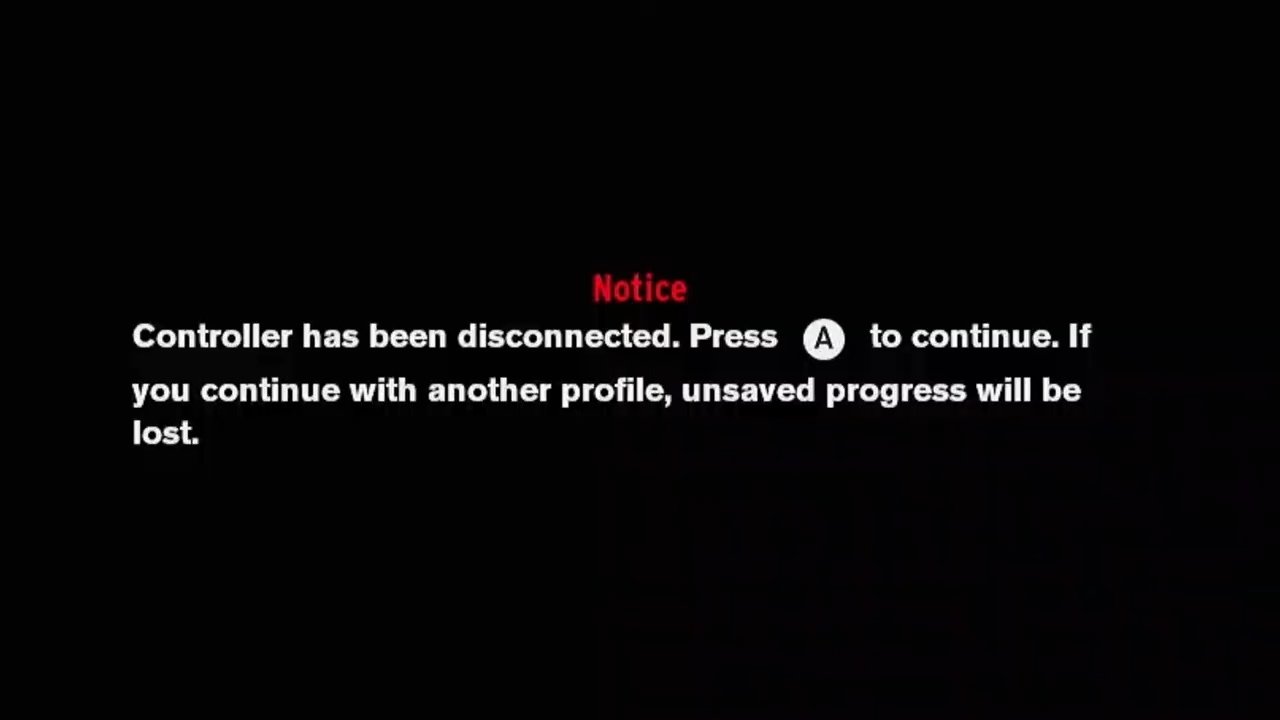 Notice
Controller has been disconnected. Press A to continue. If
you continue with another profile, unsaved progress will be
lost.